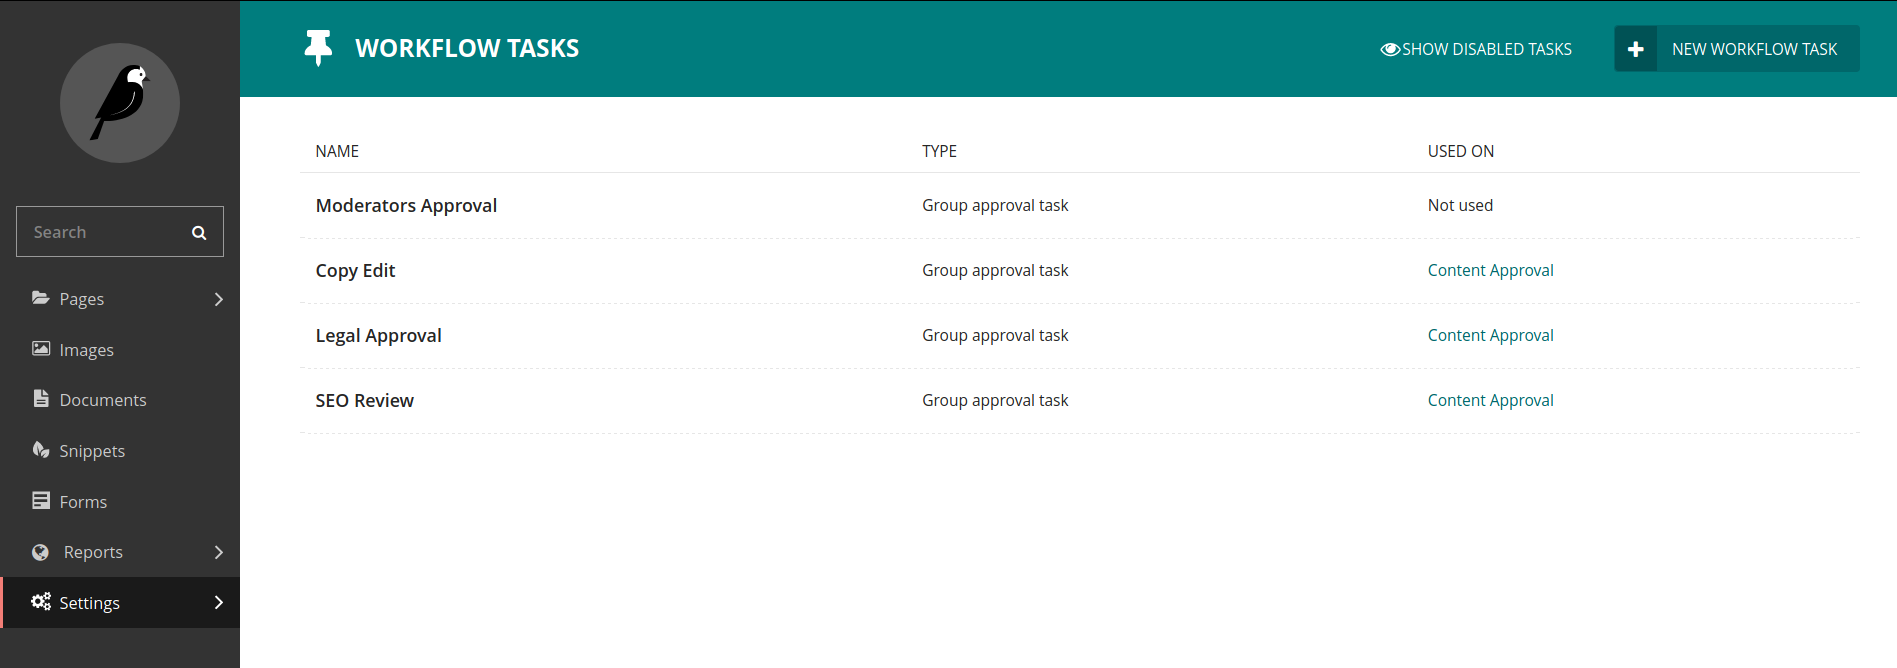 WORKFLOW TASKS
SHOW DISABLED TASKS
NEW WORKFLOW TASK
Search
Pages
Images
Documents
Snippets
Forms
Reports
Settings
NAME TYPE USED ON
Moderators Approval Group approval task Not used
Copy Edit Group approval task Content Approval
Legal Approval Group approval task Content Approval
SEO Review Group approval task Content Approval